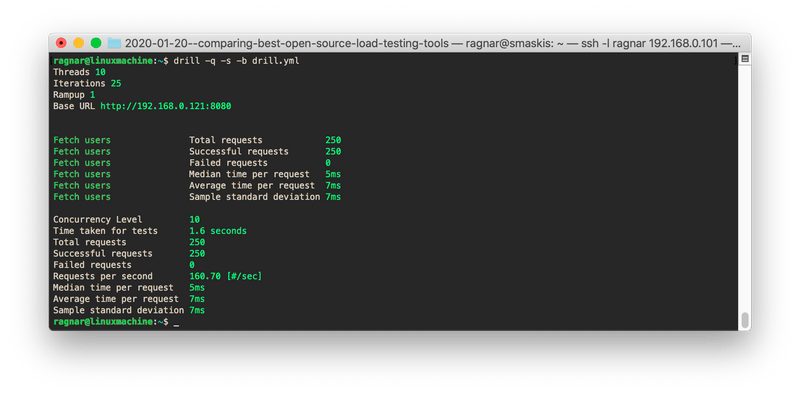 2020-01-20--comparing-best-open-source-load-testing-tools — ragnar@smaskis: ~ — ssh -l ragnar 192.168.0.101 —...
ragnar@linuxmachine:~$ drill -q -s -b drill.yml
Threads 10
Iterations 25
Rampup 1
Base URL http://192.168.0.121:8080
Fetch users Total requests 250
Fetch users Successful requests 250
Fetch users Failed requests 0
Fetch users Median time per request 5ms
Fetch users Average time per request 7ms
Fetch users Sample standard deviation 7ms
Concurrency Level 10
Time taken for tests 1.6 seconds
Total requests 250
Successful requests 250
Failed requests 0
Requests per second 160.70 [#/sec]
Median time per request 5ms
Average time per request 7ms
Sample standard deviation 7ms
ragnar@linuxmachine:~$ _